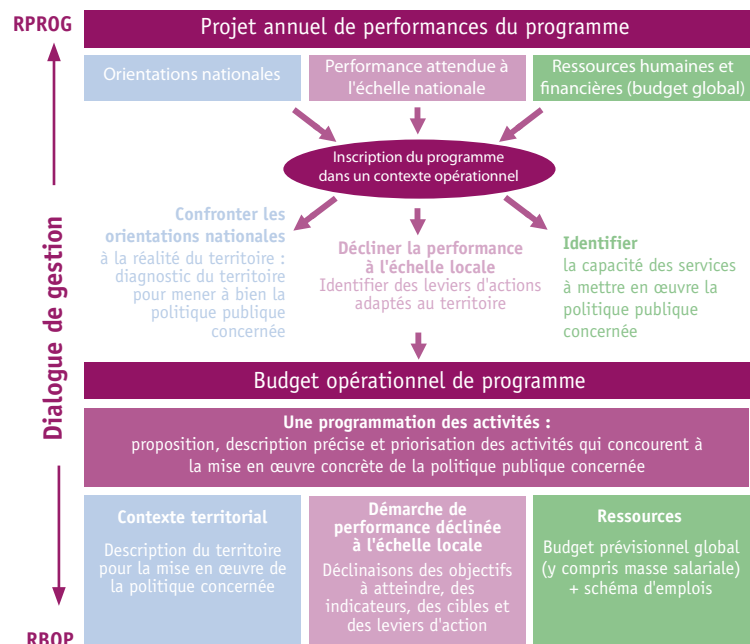 RPROG
Projet annuel de performances du programme
Orientations nationales
Performance attendue à
l'échelle nationale
Ressources humaines et
financières (budget global)
Inscription du programme
dans un contexte opérationnel
Confronter les
orientations nationales
à la réalité du territoire :
diagnostic du territoire
pour mener à bien la
politique publique
concernée
Décliner la performance
à l'échelle locale
Identifier des leviers d'actions
adaptés au territoire
Identifier
la capacité des services
à mettre en œuvre la
politique publique
concernée
Dialogue de gestion
Budget opérationnel de programme
Une programmation des activités :
proposition, description précise et priorisation des activités qui concourent à
la mise en œuvre concrète de la politique publique concernée
Contexte territorial
Description du territoire
pour la mise en œuvre de
la politique concernée
Démarche de
performance déclinée
à l'échelle locale
Déclinaisons des objectifs
à atteindre, des
indicateurs, des cibles et
des leviers d'action
Ressources
Budget prévisionnel global
(y compris masse salariale)
+ schéma d'emplois
RBOP